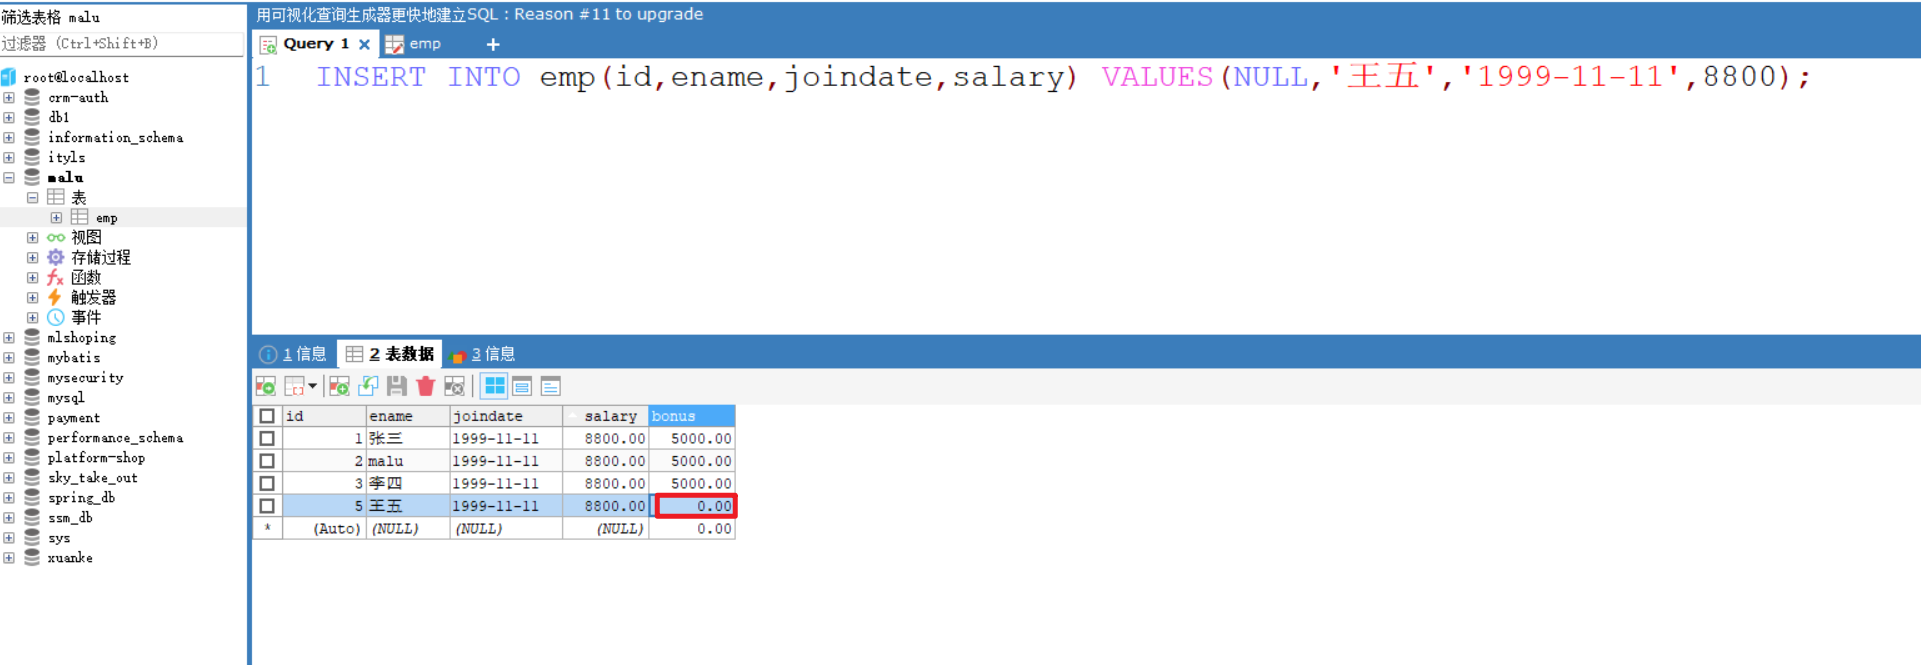 筛选表格 malu
过滤器 (Ctrl+Shift+B)
root@localhost
crm-auth
db1
information_schema
ityls
malu
表
emp
视图
存储过程
函数
触发器
事件
mlshoping
mybatis
mysecurity
mysql
payment
performance_schema
platform-shop
sky_take_out
spring_db
ssm_db
sys
xuanke
用可视化查询生成器更快地建立SQL : Reason #11 to upgrade
Query 1 × emp +
1 INSERT INTO emp(id,ename,joindate,salary) VALUES(NULL,'王五','1999-11-11',8800);
1 信息 2 表数据 3 信息
id ename joindate salary bonus
1 张三 1999-11-11 8800.00 5000.00
2 malu 1999-11-11 8800.00 5000.00
3 李四 1999-11-11 8800.00 5000.00
5 王五 1999-11-11 8800.00 0.00
* (Auto) (NULL) (NULL) (NULL) 0.00